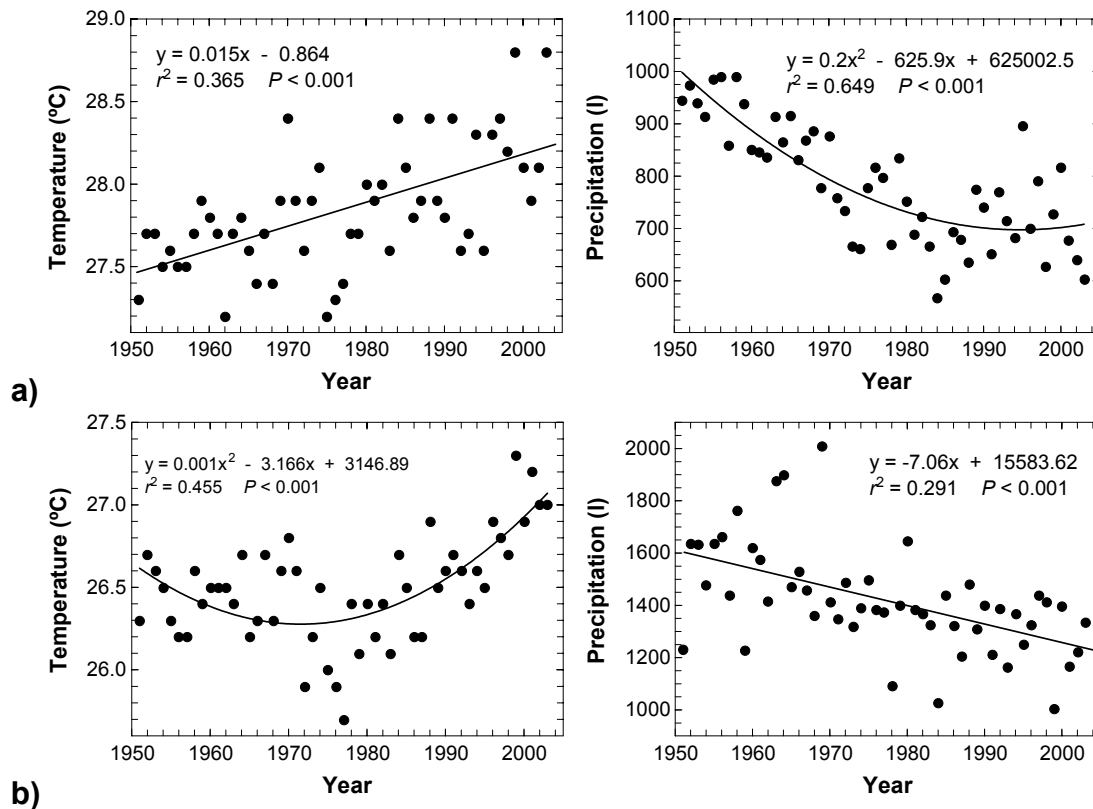 29.0
28.5
28.0
27.5
Temperature (ºC)
y = 0.015x - 0.864
r² = 0.365 P < 0.001
1950 1960 1970 1980 1990 2000
Year
1100
1000
900
800
700
600
Precipitation (l)
y = 0.2x² - 625.9x + 625002.5
r² = 0.649 P < 0.001
1950 1960 1970 1980 1990 2000
Year
a)
27.5
27.0
26.5
26.0
Temperature (ºC)
y = 0.001x² - 3.166x + 3146.89
r² = 0.455 P < 0.001
1950 1960 1970 1980 1990 2000
Year
2000
1800
1600
1400
1200
1000
Precipitation (l)
y = -7.06x + 15583.62
r² = 0.291 P < 0.001
1950 1960 1970 1980 1990 2000
Year
b)